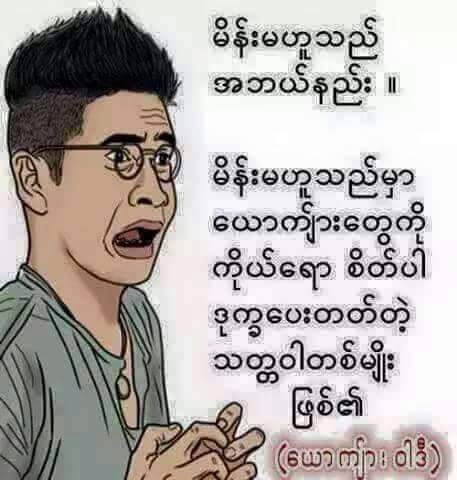 မိန်းမဟူသည်
အဘယ်နည်း ။
မိန်းမဟူသည်မှာ
ယောကျ်ားတွေကို
ကိုယ်ရော စိတ်ပါ
ဒုက္ခပေးတတ်တဲ့
သတ္တဝါတစ်မျိုး
ဖြစ်၏
(ယောကျ်ား ဝါဒီ)